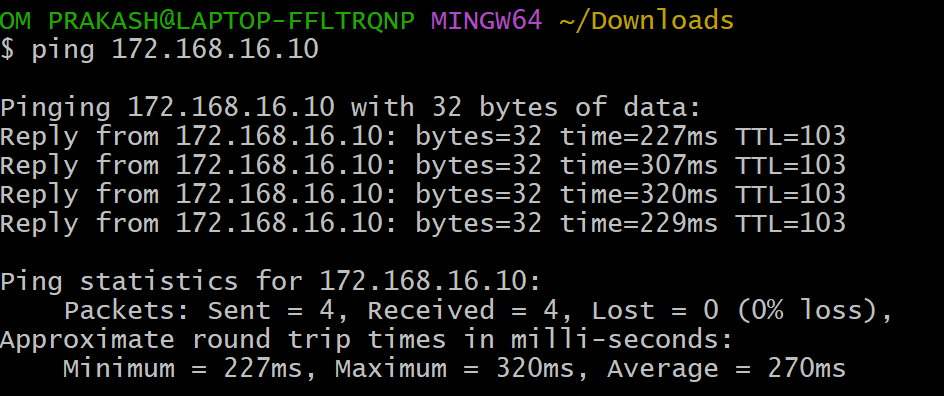 OM PRAKASH@LAPTOP-FFLTRQNP MINGW64 ~/Downloads
$ ping 172.168.16.10
Pinging 172.168.16.10 with 32 bytes of data:
Reply from 172.168.16.10: bytes=32 time=227ms TTL=103
Reply from 172.168.16.10: bytes=32 time=307ms TTL=103
Reply from 172.168.16.10: bytes=32 time=320ms TTL=103
Reply from 172.168.16.10: bytes=32 time=229ms TTL=103
Ping statistics for 172.168.16.10:
Packets: Sent = 4, Received = 4, Lost = 0 (0% loss),
Approximate round trip times in milli-seconds:
Minimum = 227ms, Maximum = 320ms, Average = 270ms